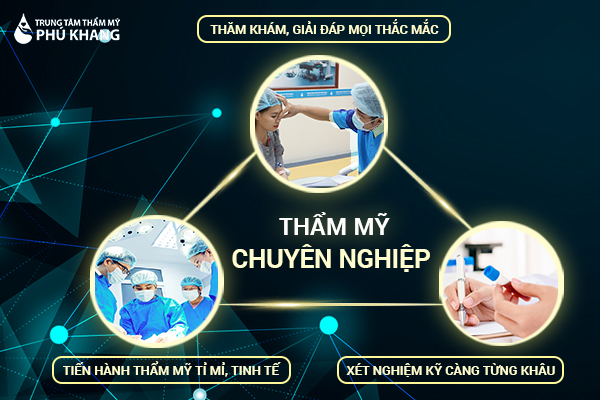 TRUNG TÂM THẨM MỸ
PHÚ KHANG
THĂM KHÁM, GIẢI ĐÁP MỌI THẮC MẮC
THẨM MỸ
CHUYÊN NGHIỆP
TIẾN HÀNH THẨM MỸ TỈ MỈ, TINH TẾ
XÉT NGHIỆM KỸ CÀNG TỪNG KHÂU